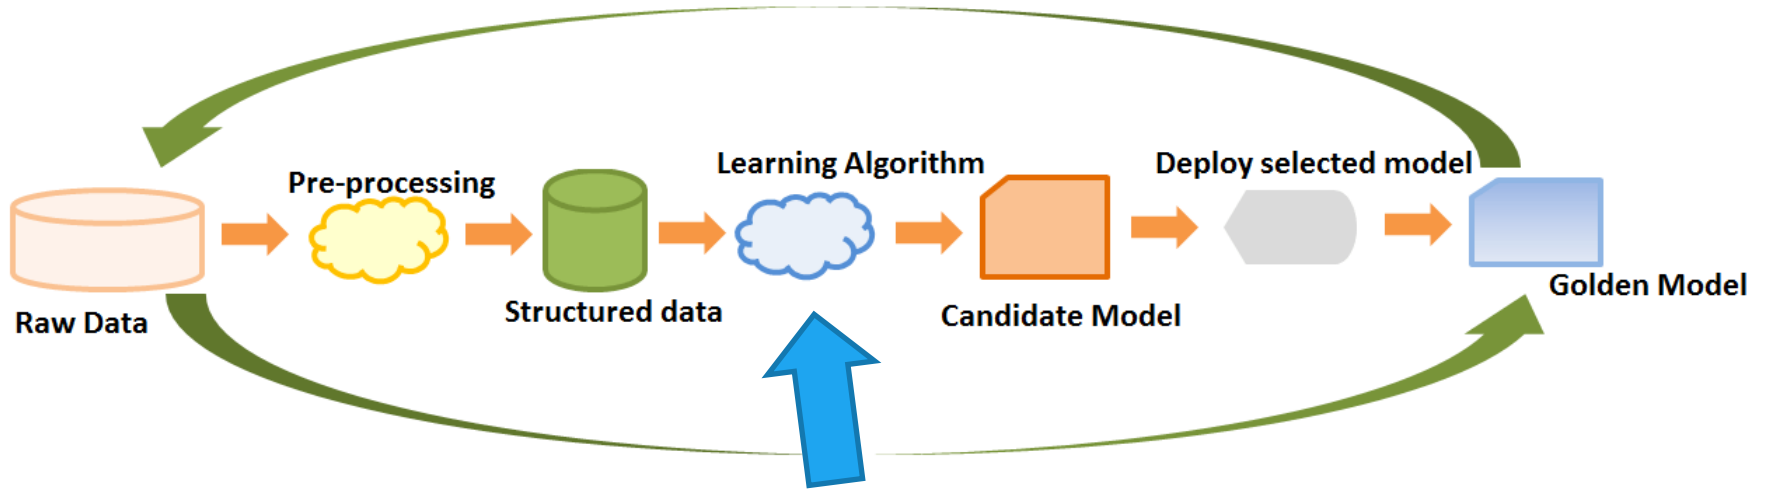 Raw Data
Pre-processing
Structured data
Learning Algorithm
Candidate Model
Deploy selected model
Golden Model